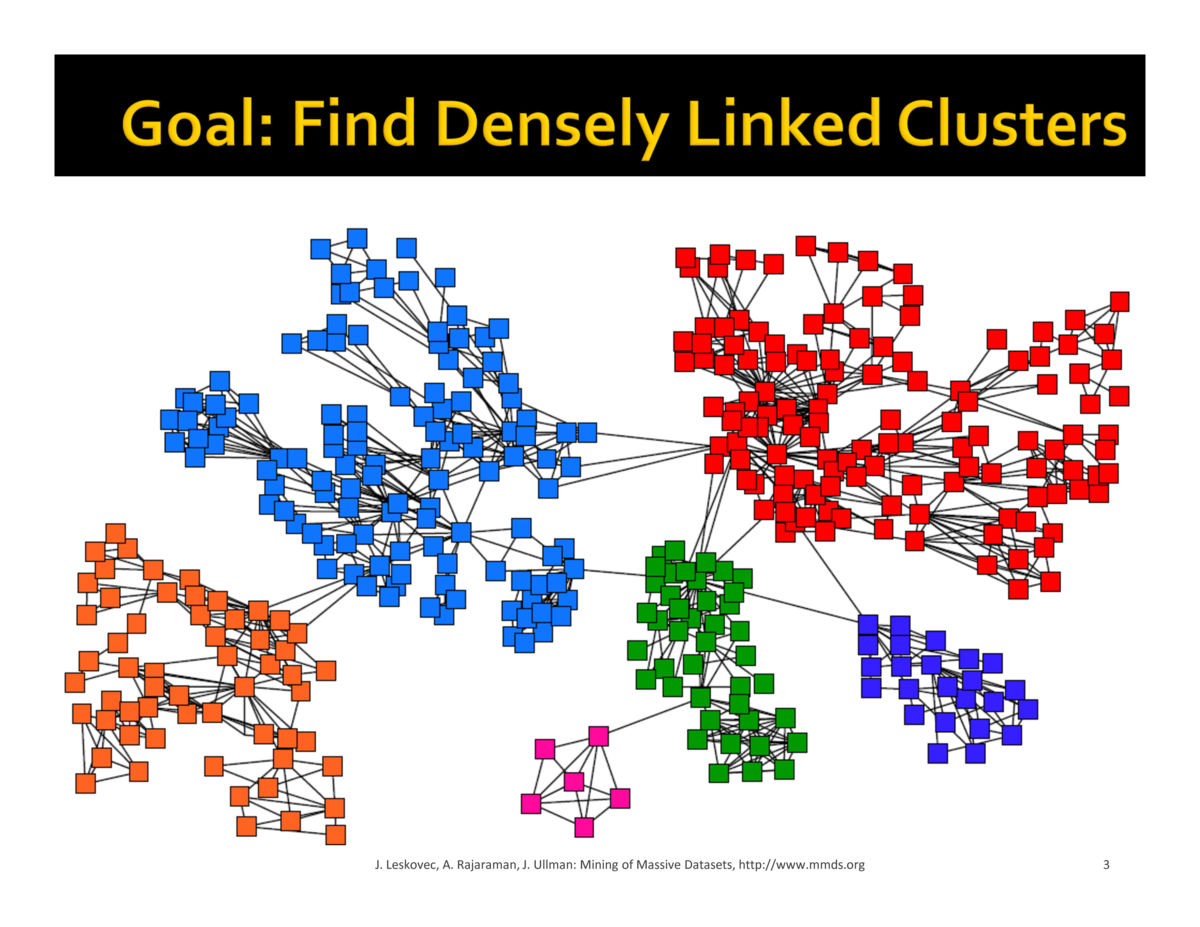 Goal: Find Densely Linked Clusters
J. Leskovec, A. Rajaraman, J. Ullman: Mining of Massive Datasets, http://www.mmds.org
3